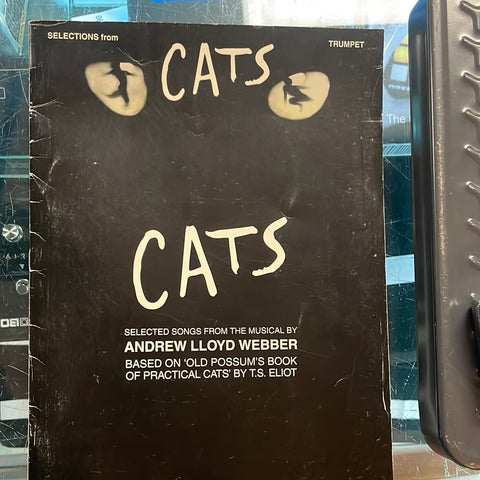 SELECTIONS from
TRUMPET
CATS
CATS
SELECTED SONGS FROM THE MUSICAL BY
ANDREW LLOYD WEBBER
BASED ON 'OLD POSSUM'S BOOK
OF PRACTICAL CATS' BY T.S. ELIOT
The